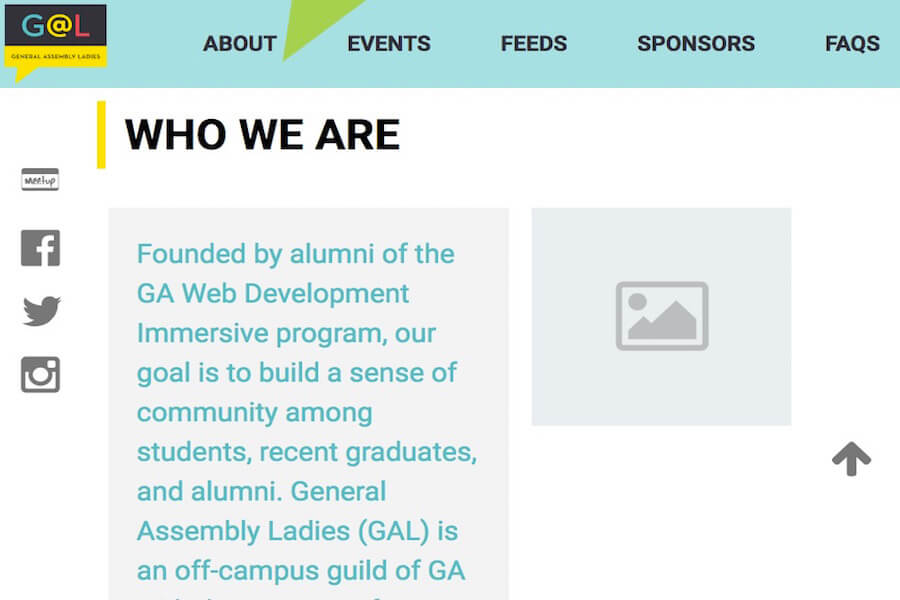 G@L
GENERAL ASSEMBLY LADIES
ABOUT
EVENTS
FEEDS
SPONSORS
FAQS
WHO WE ARE
Meetup
Founded by alumni of the
GA Web Development
Immersive program, our
goal is to build a sense of
community among
students, recent graduates,
and alumni. General
Assembly Ladies (GAL) is
an off-campus guild of GA